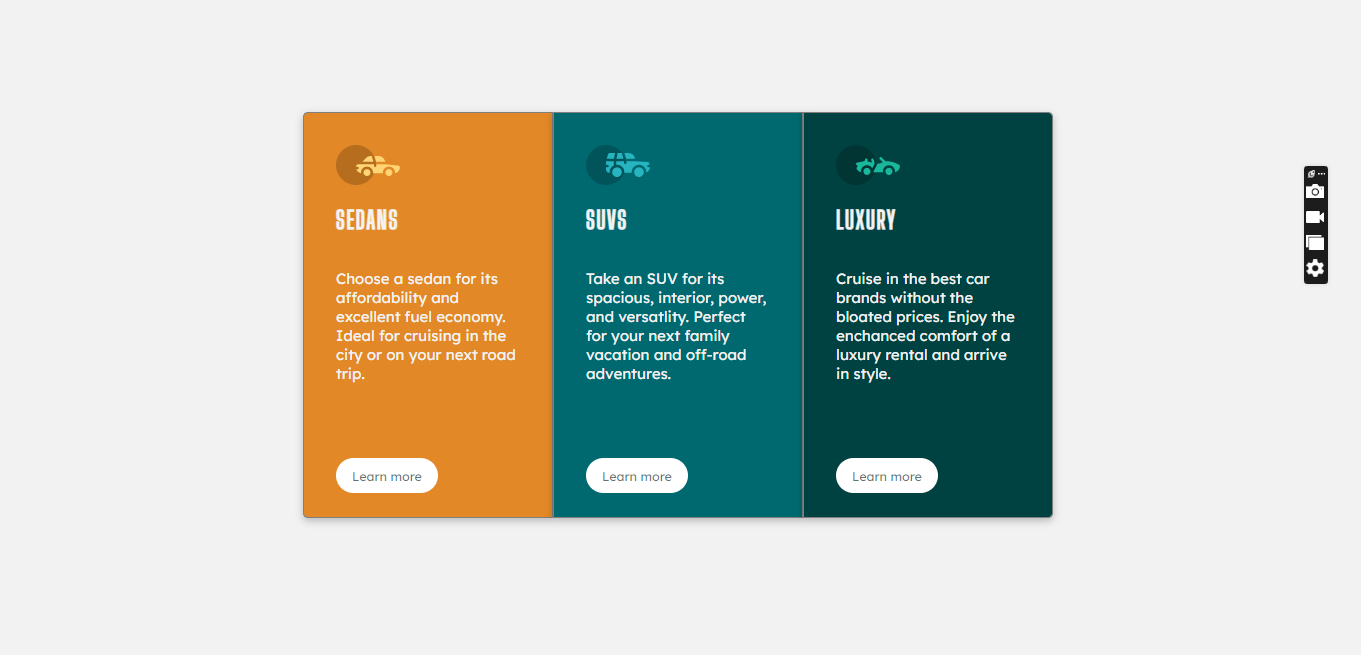 SEDANS
Choose a sedan for its
affordability and
excellent fuel economy.
Ideal for cruising in the
city or on your next road
trip.
Learn more
SUVS
Take an SUV for its
spacious, interior, power,
and versatlity. Perfect
for your next family
vacation and off-road
adventures.
Learn more
LUXURY
Cruise in the best car
brands without the
bloated prices. Enjoy the
enchanced comfort of a
luxury rental and arrive
in style.
Learn more